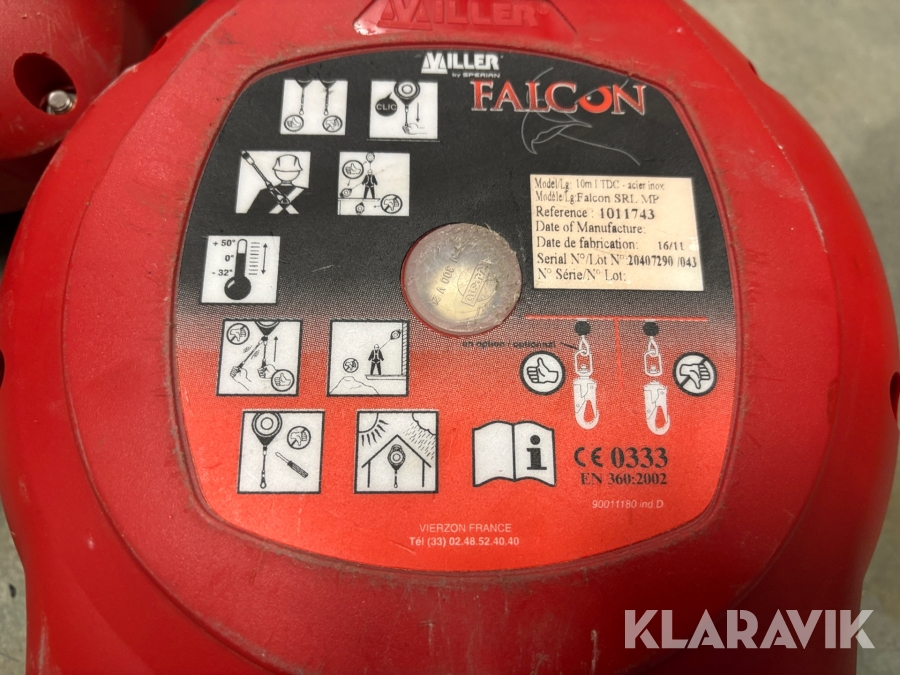 MILLER
MILLER
by SPERIAN
FALCON
CLIC
Model/Lg: 10m I TDC - acier inox
Modèle/Lg:Falcon SRL MP
Reference : 1011743
Date of Manufacture:
Date de fabrication: 16/11
Serial N°/Lot N°:20407290 /043
N° Série/N° Lot:
+ 50°
0°
- 32°
en option / optional
i
CE 0333
EN 360:2002
90011180 ind.D
VIERZON FRANCE
Tél (33) 02.48.52.40.40
KLARAVIK